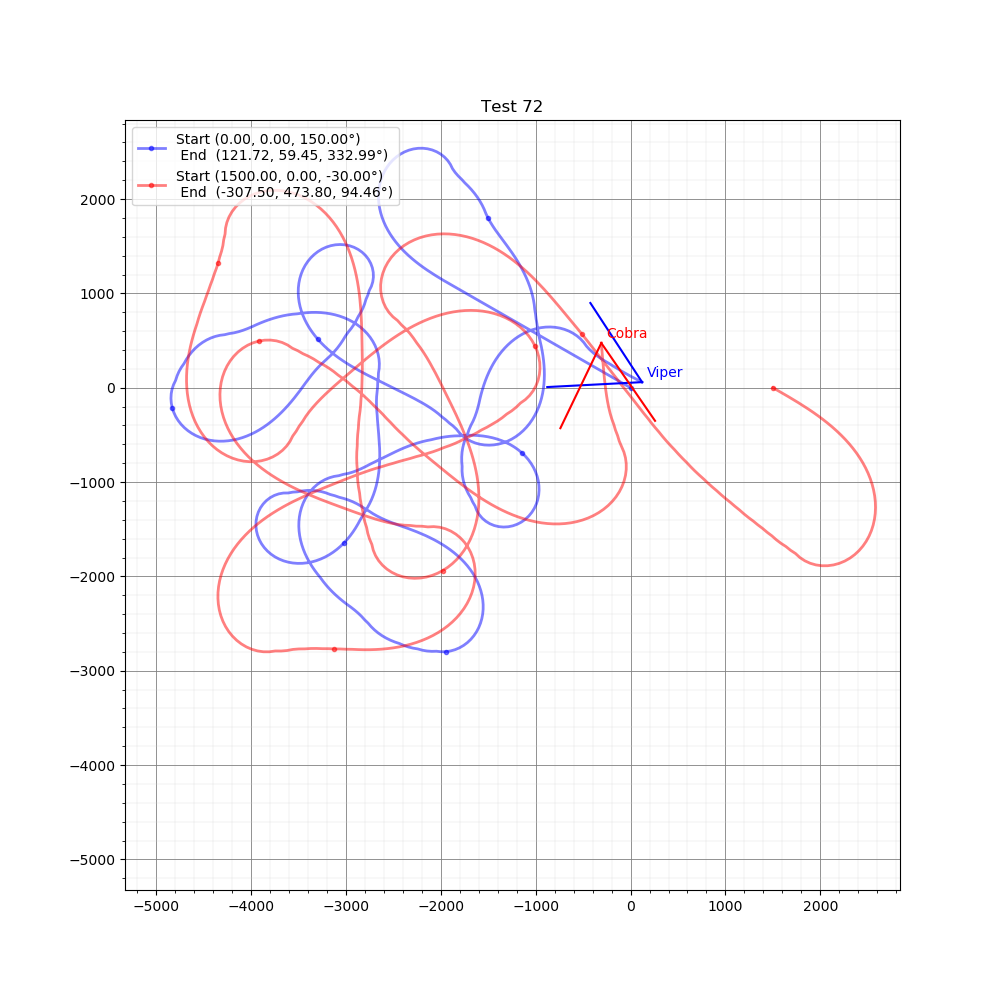 Test 72
Start (0.00, 0.00, 150.00°)
End (121.72, 59.45, 332.99°)
Start (1500.00, 0.00, -30.00°)
End (-307.50, 473.80, 94.46°)
2000
1000
0
−1000
−2000
−3000
−4000
−5000
Cobra
Viper
−5000 −4000 −3000 −2000 −1000 0 1000 2000